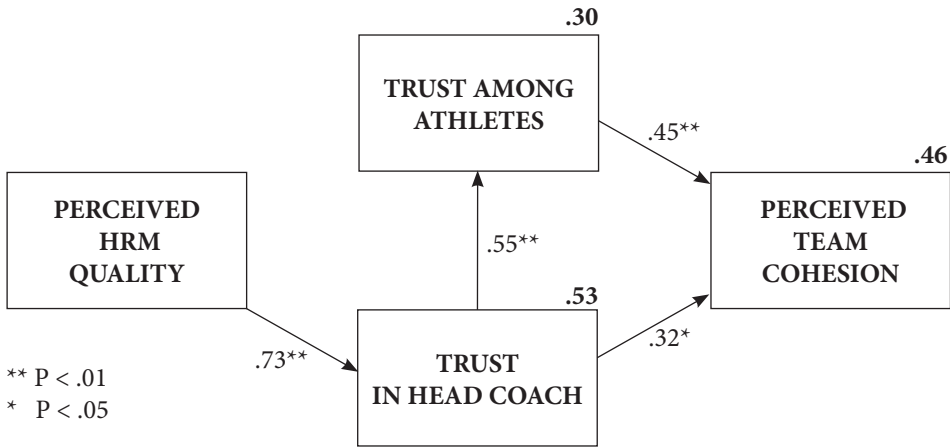 .30
TRUST AMONG
ATHLETES
.45**
.46
PERCEIVED
HRM
QUALITY
PERCEIVED
TEAM
COHESION
.55**
.53
.73**
TRUST
IN HEAD COACH
.32*
** P < .01
* P < .05